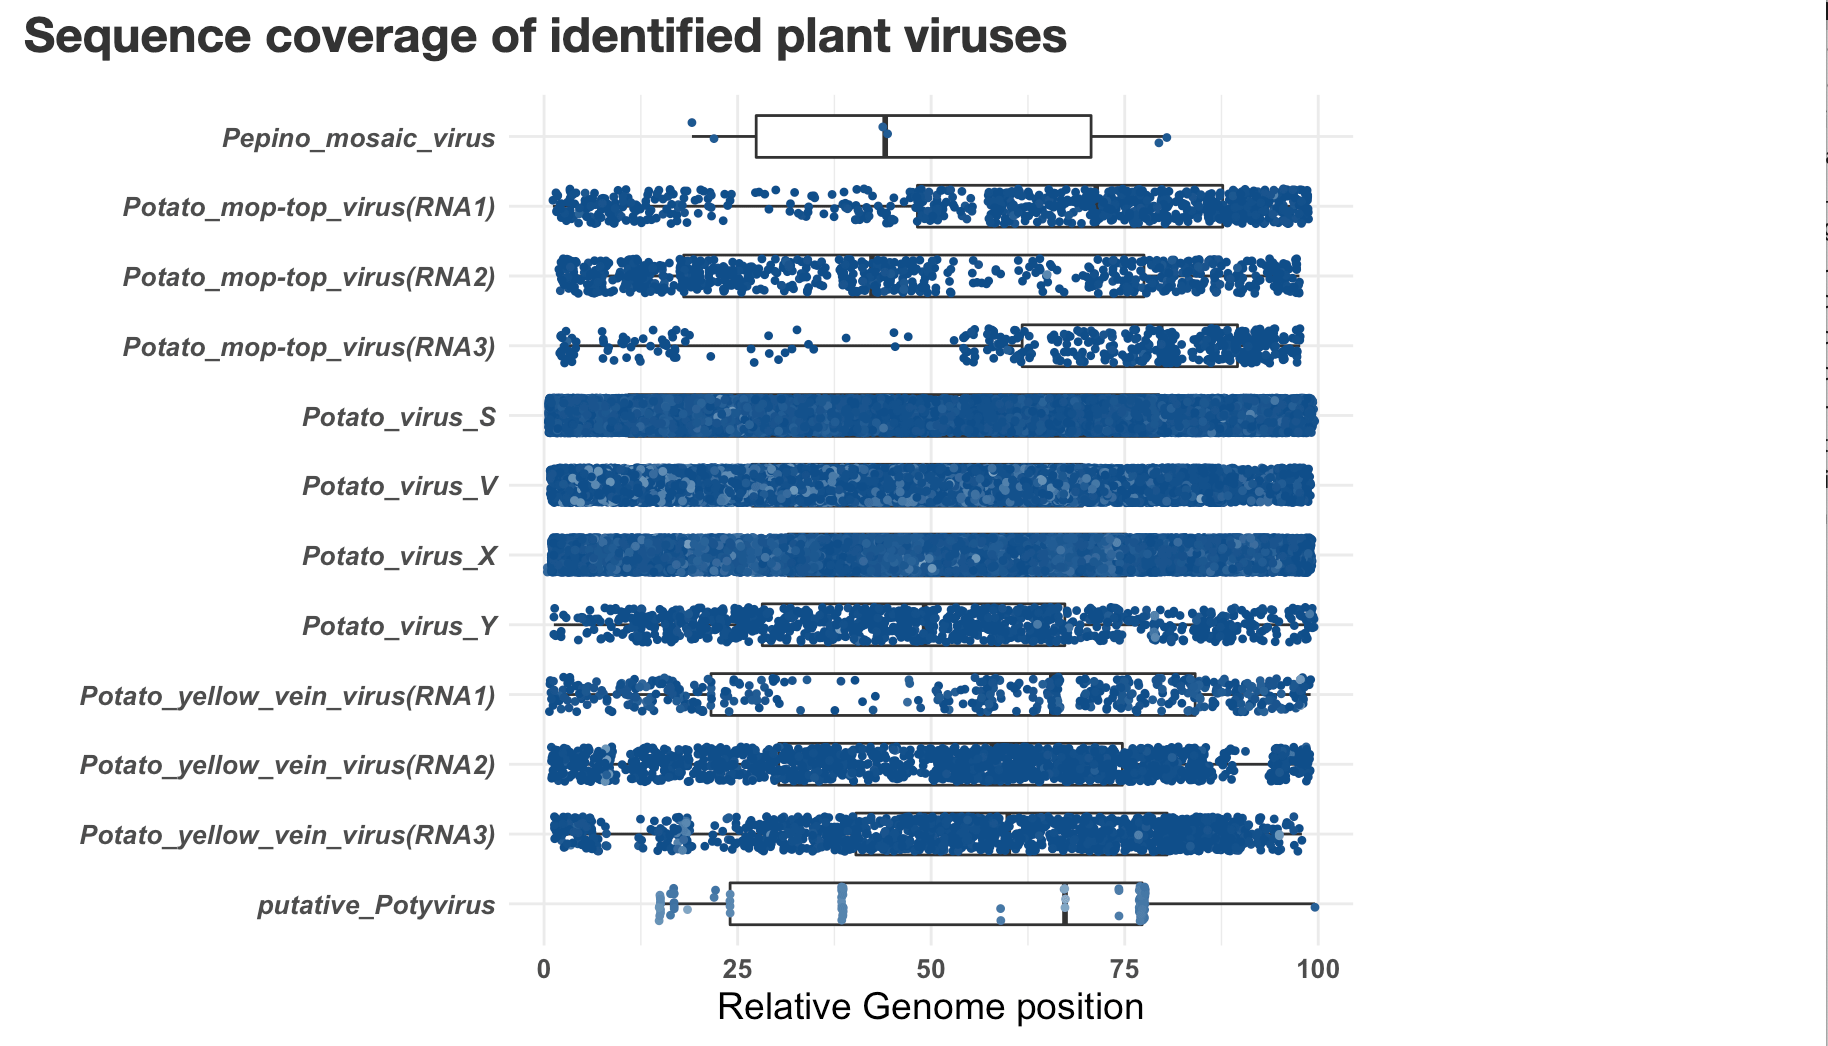 Sequence coverage of identified plant viruses
Pepino_mosaic_virus
Potato_mop-top_virus(RNA1)
Potato_mop-top_virus(RNA2)
Potato_mop-top_virus(RNA3)
Potato_virus_S
Potato_virus_V
Potato_virus_X
Potato_virus_Y
Potato_yellow_vein_virus(RNA1)
Potato_yellow_vein_virus(RNA2)
Potato_yellow_vein_virus(RNA3)
putative_Potyvirus
0 25 50 75 100
Relative Genome position